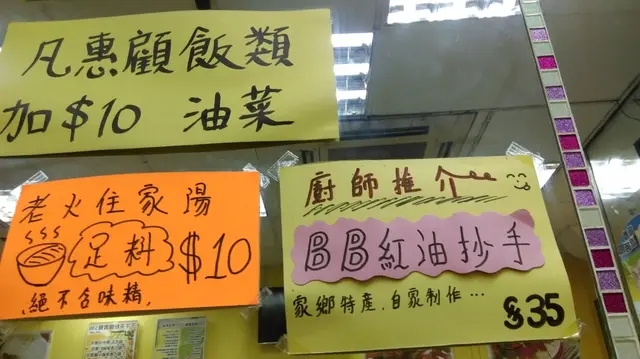 凡惠顧飯類
加$10 油菜
老火住家湯
足料 $10
絕不含味精.
廚師推介
BB紅油抄手
家鄉特產.自家制作…
$35